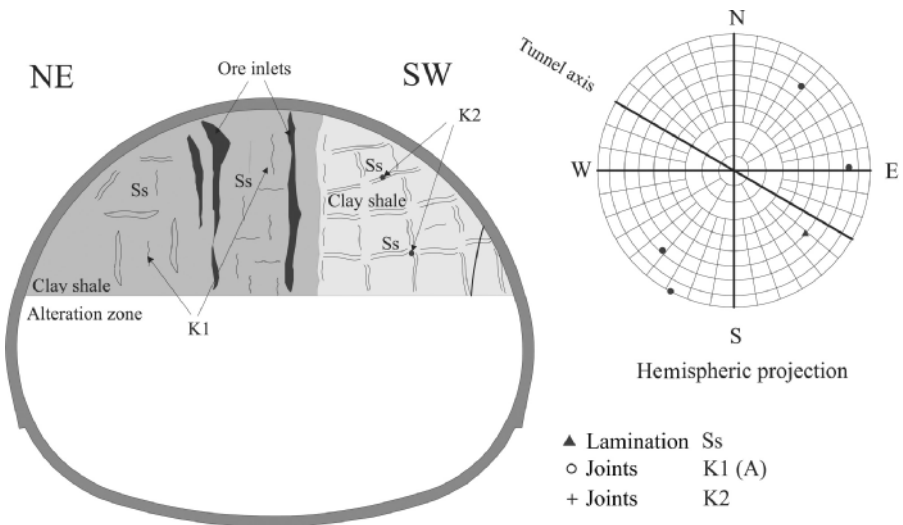 NE
Ore inlets
SW
K2
Ss
Ss
Ss
Clay shale
Ss
Clay shale
Alteration zone
K1
N
Tunnel axis
W
E
S
Hemispheric projection
▲ Lamination Ss
○ Joints K1 (A)
+ Joints K2